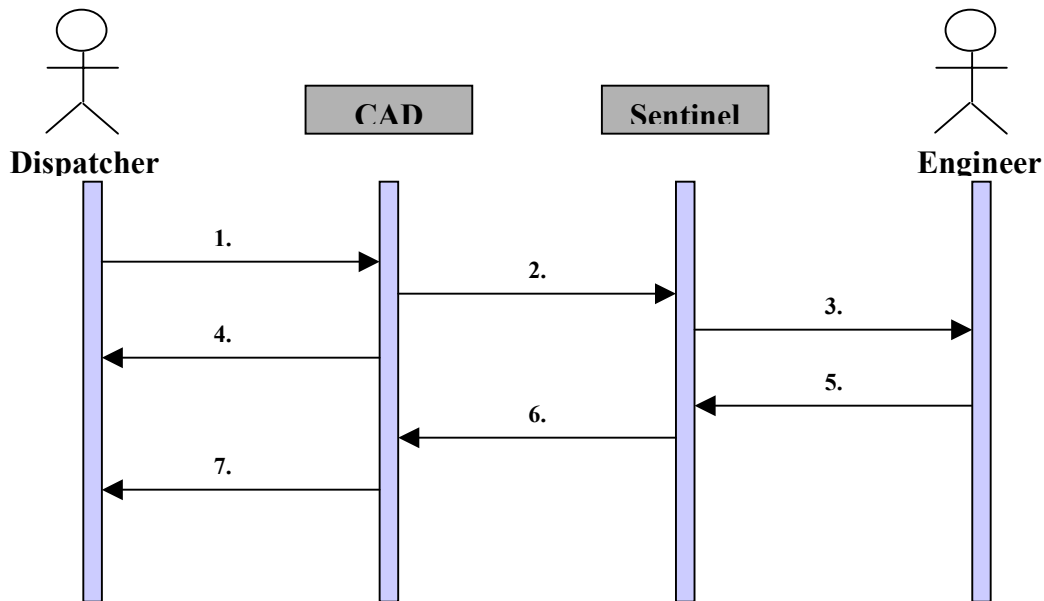 CAD
Sentinel
Dispatcher
Engineer
1.
2.
3.
4.
5.
6.
7.